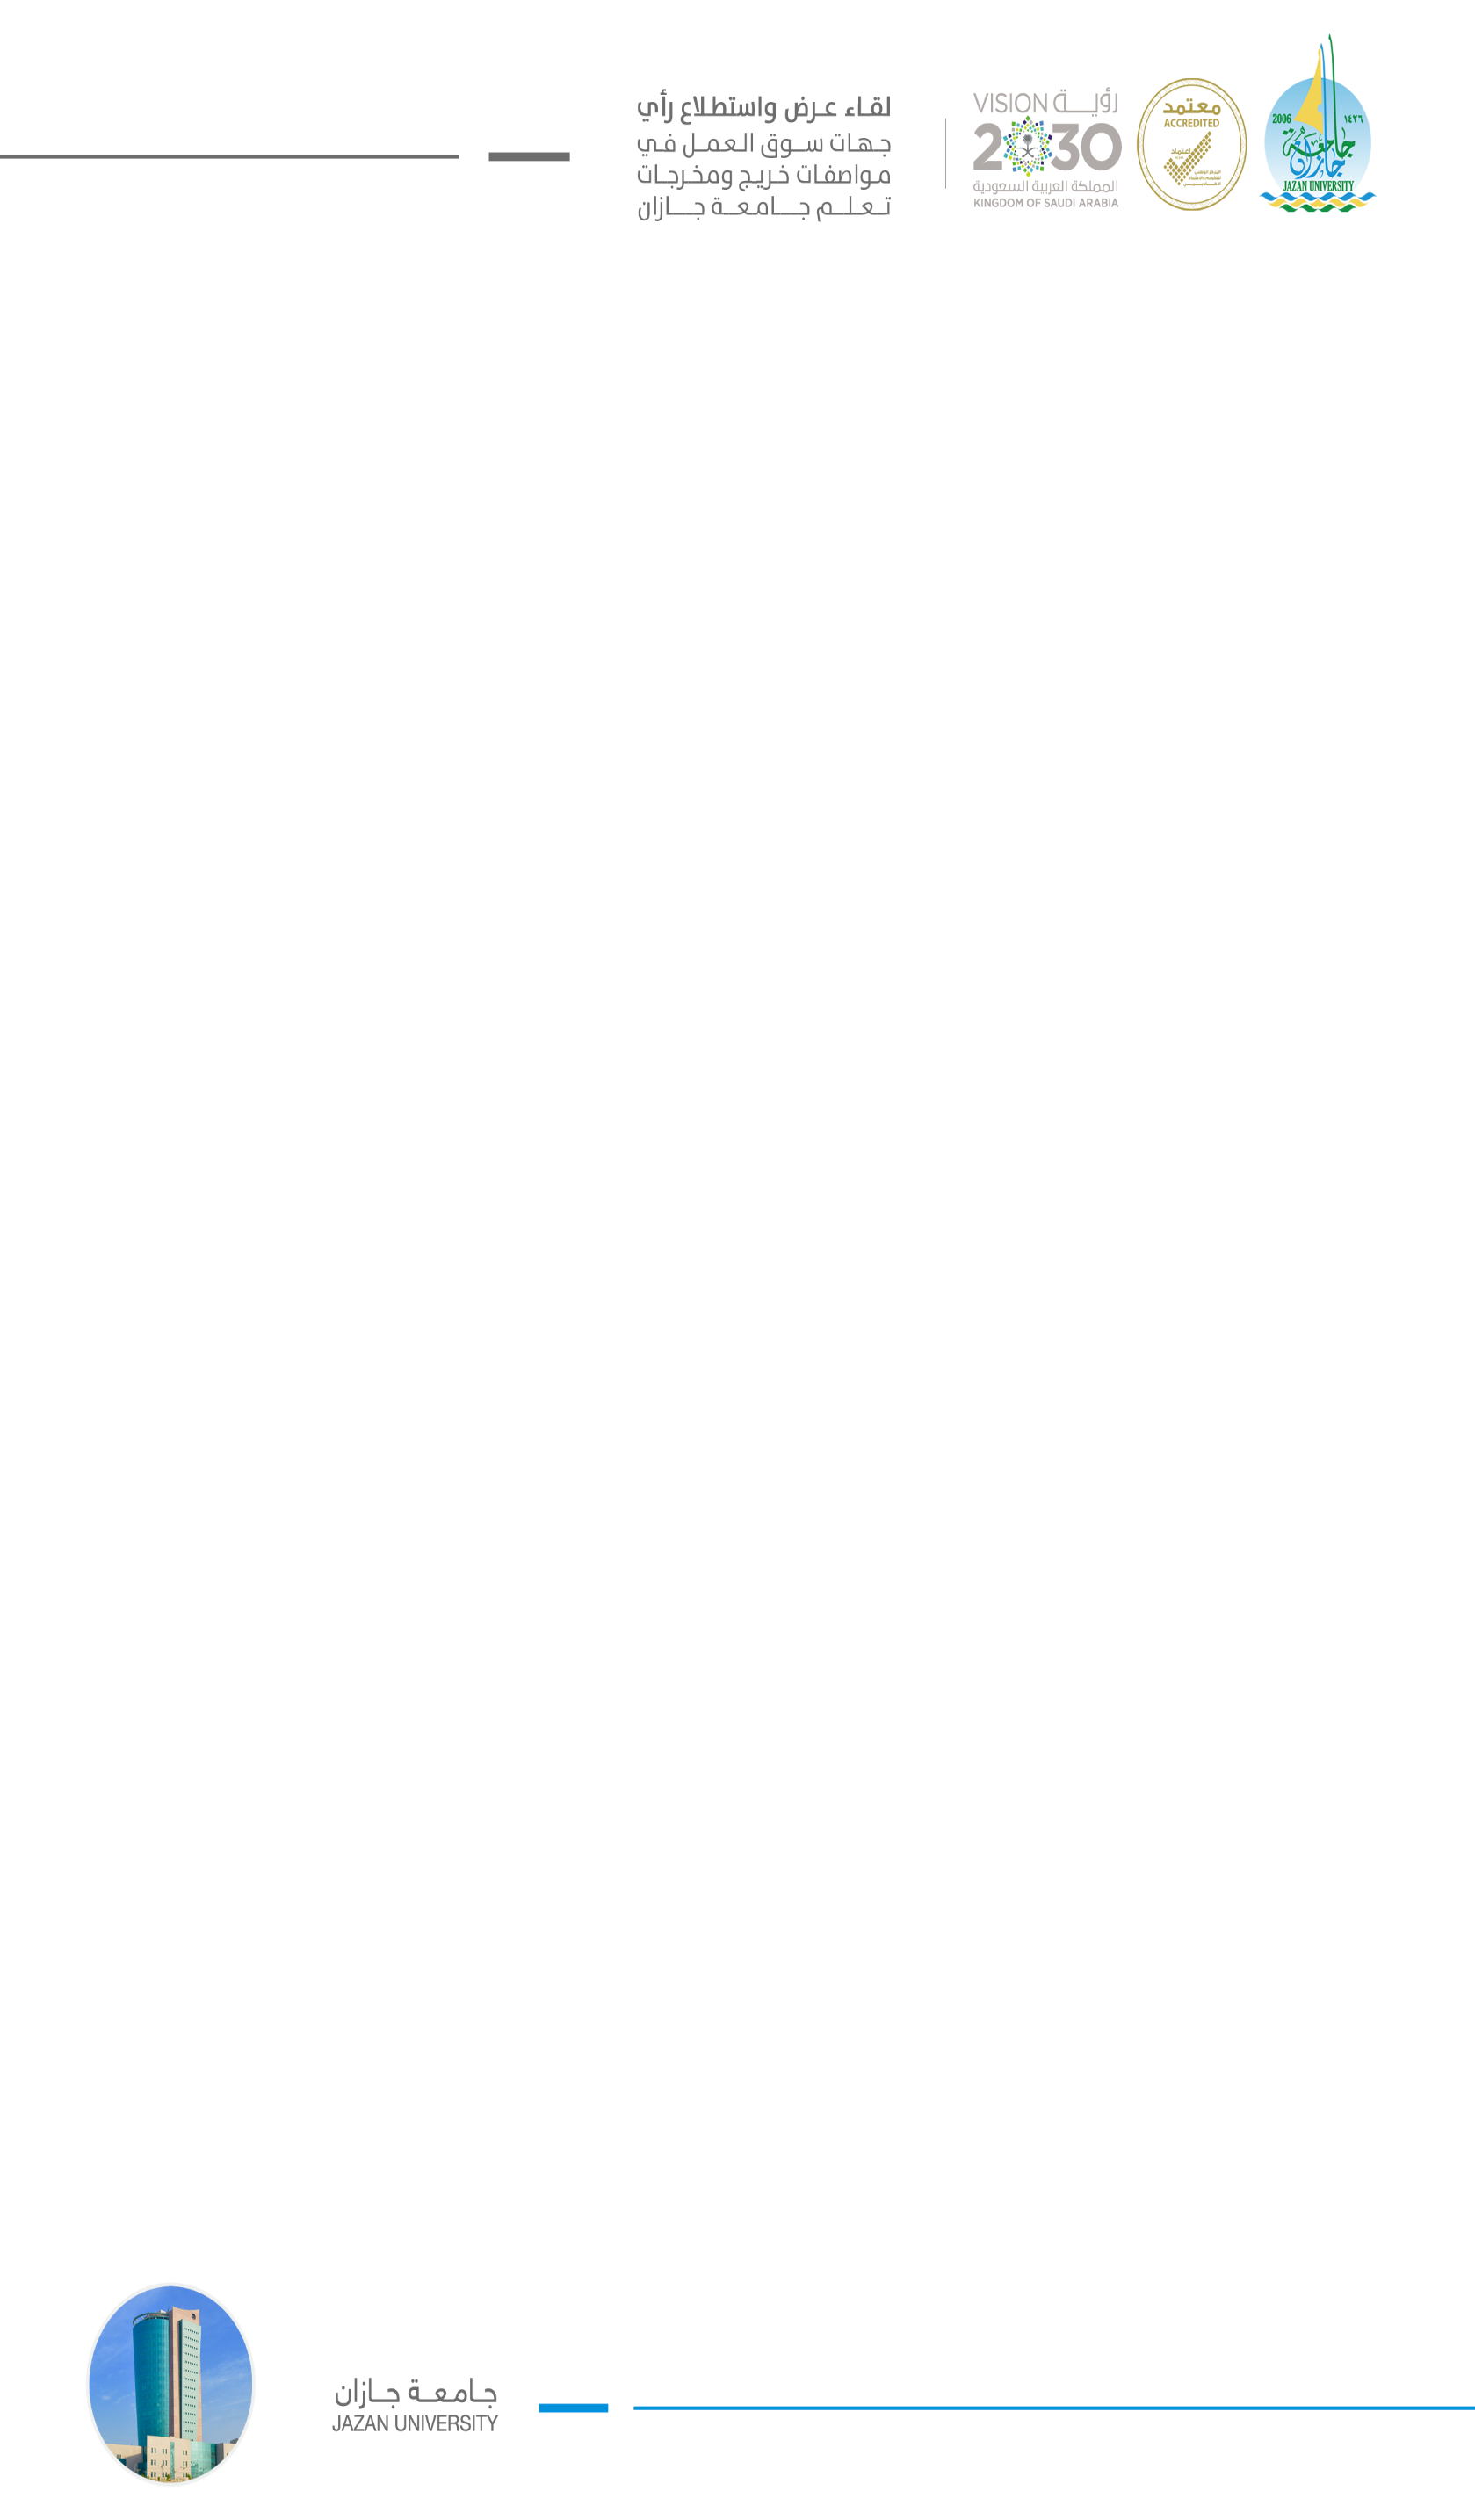 جامعة جازان
2006
١٤٢٦
JAZAN UNIVERSITY
معتمد
ACCREDITED
اعتماد
رؤية VISION
2030
المملكة العربية السعودية
KINGDOM OF SAUDI ARABIA
لقاء عرض واستطلاع رأي
جهات سوق العمل في
مواصفات خريج ومخرجات
تعلم جامعة جازان
جامعة جازان
JAZAN UNIVERSITY